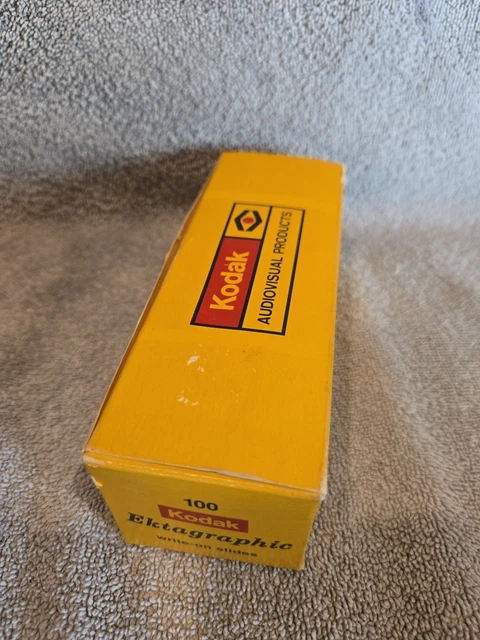 Kodak
AUDIOVISUAL PRODUCTS
100
Kodak
Ektagraphic
write-on slides